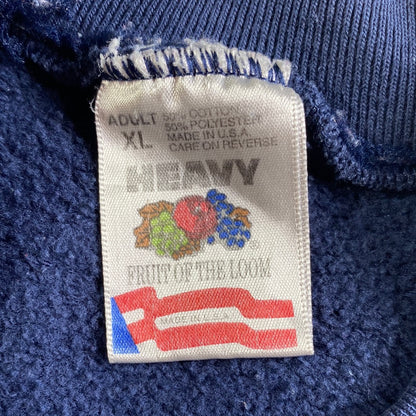 ADULT
XL
50% COTTON
50% POLYESTER
MADE IN U.S.A.
CARE ON REVERSE
HEAVY
®
FRUIT OF THE LOOM
MADE IN U.S.A.